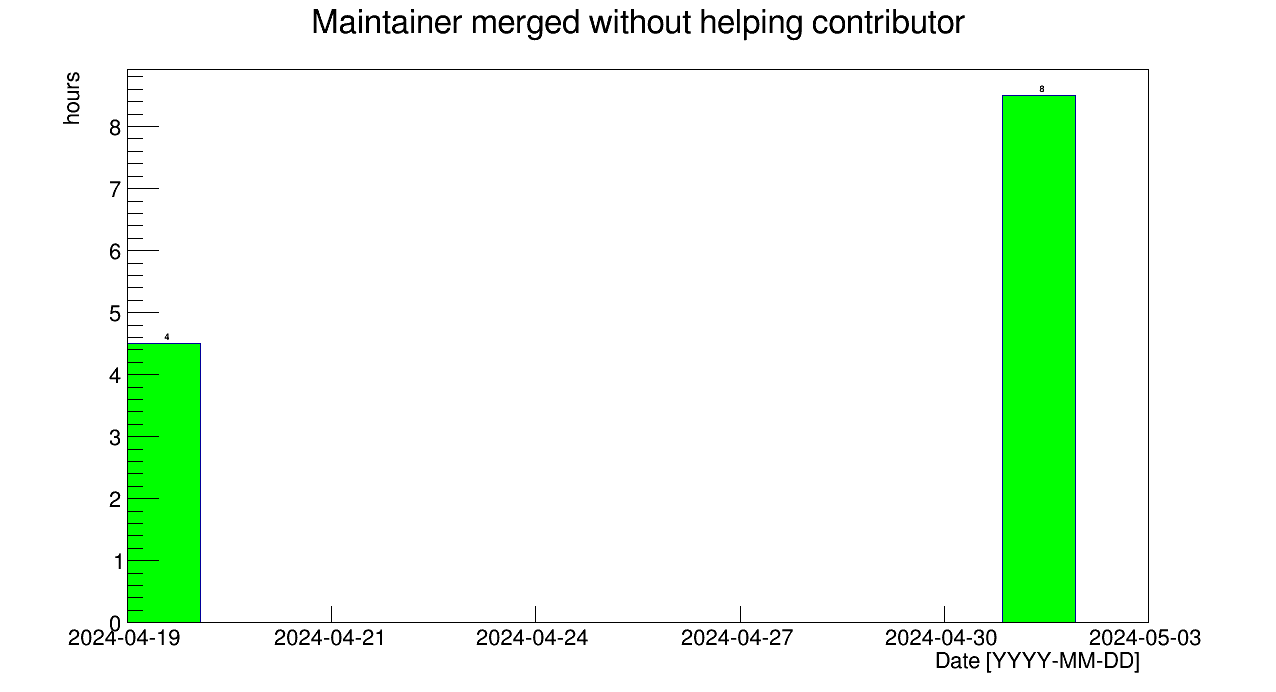 Maintainer merged without helping contributor
hours
8
8
7
6
5
4
4
3
2
1
0
2024-04-19 2024-04-21 2024-04-24 2024-04-27 2024-04-30 2024-05-03
Date [YYYY-MM-DD]